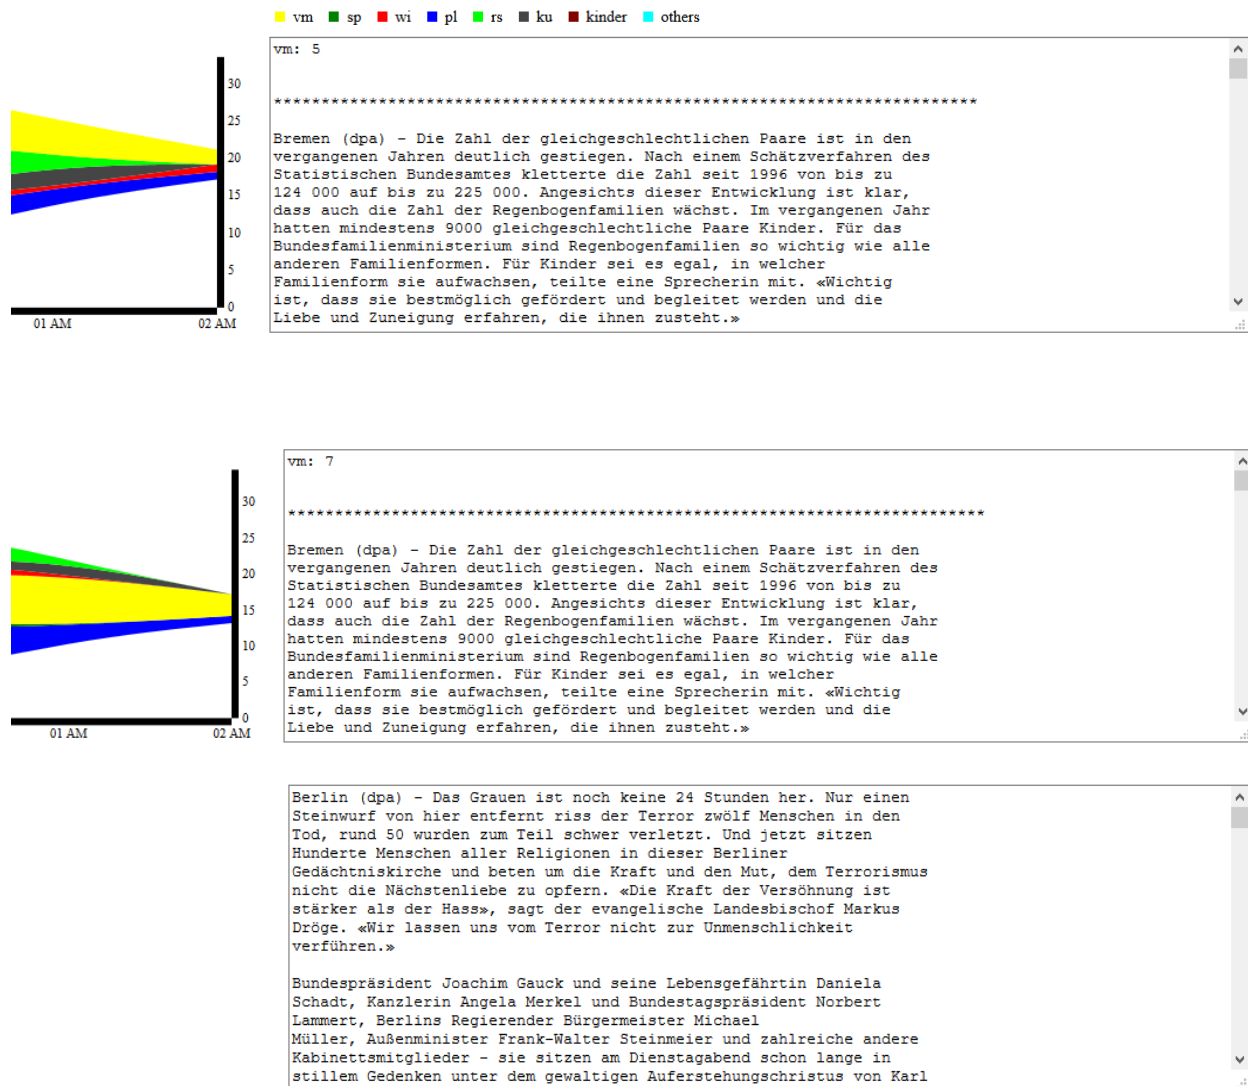 vm sp wi pl rs ku kinder others
vm: 5
**************************************************************************
Bremen (dpa) - Die Zahl der gleichgeschlechtlichen Paare ist in den
vergangenen Jahren deutlich gestiegen. Nach einem Schätzverfahren des
Statistischen Bundesamtes kletterte die Zahl seit 1996 von bis zu
124 000 auf bis zu 225 000. Angesichts dieser Entwicklung ist klar,
dass auch die Zahl der Regenbogenfamilien wächst. Im vergangenen Jahr
hatten mindestens 9000 gleichgeschlechtliche Paare Kinder. Für das
Bundesfamilienministerium sind Regenbogenfamilien so wichtig wie alle
anderen Familienformen. Für Kinder sei es egal, in welcher
Familienform sie aufwachsen, teilte eine Sprecherin mit. «Wichtig
ist, dass sie bestmöglich gefördert und begleitet werden und die
Liebe und Zuneigung erfahren, die ihnen zusteht.»
30
25
20
15
10
5
0
01 AM 02 AM
vm: 7
**************************************************************************
Bremen (dpa) - Die Zahl der gleichgeschlechtlichen Paare ist in den
vergangenen Jahren deutlich gestiegen. Nach einem Schätzverfahren des
Statistischen Bundesamtes kletterte die Zahl seit 1996 von bis zu
124 000 auf bis zu 225 000. Angesichts dieser Entwicklung ist klar,
dass auch die Zahl der Regenbogenfamilien wächst. Im vergangenen Jahr
hatten mindestens 9000 gleichgeschlechtliche Paare Kinder. Für das
Bundesfamilienministerium sind Regenbogenfamilien so wichtig wie alle
anderen Familienformen. Für Kinder sei es egal, in welcher
Familienform sie aufwachsen, teilte eine Sprecherin mit. «Wichtig
ist, dass sie bestmöglich gefördert und begleitet werden und die
Liebe und Zuneigung erfahren, die ihnen zusteht.»
30
25
20
15
10
5
0
01 AM 02 AM
Berlin (dpa) - Das Grauen ist noch keine 24 Stunden her. Nur einen
Steinwurf von hier entfernt riss der Terror zwölf Menschen in den
Tod, rund 50 wurden zum Teil schwer verletzt. Und jetzt sitzen
Hunderte Menschen aller Religionen in dieser Berliner
Gedächtniskirche und beten um die Kraft und den Mut, dem Terrorismus
nicht die Nächstenliebe zu opfern. «Die Kraft der Versöhnung ist
stärker als der Hass», sagt der evangelische Landesbischof Markus
Dröge. «Wir lassen uns vom Terror nicht zur Unmenschlichkeit
verführen.»
Bundespräsident Joachim Gauck und seine Lebensgefährtin Daniela
Schadt, Kanzlerin Angela Merkel und Bundestagspräsident Norbert
Lammert, Berlins Regierender Bürgermeister Michael
Müller, Außenminister Frank-Walter Steinmeier und zahlreiche andere
Kabinettsmitglieder - sie sitzen am Dienstagabend schon lange in
stillem Gedenken unter dem gewaltigen Auferstehungschristus von Karl